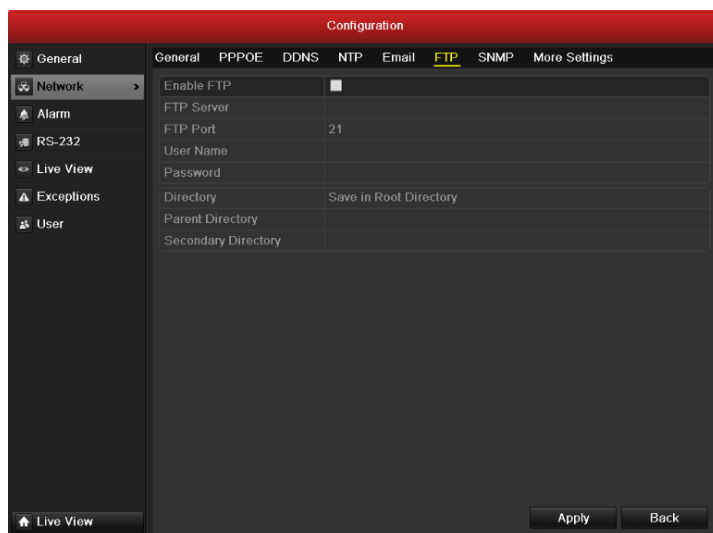 Configuration
General
Network >
Alarm
RS-232
Live View
Exceptions
User
Live View
General PPPOE DDNS NTP Email FTP SNMP More Settings
Enable FTP
FTP Server
FTP Port 21
User Name
Password
Directory Save in Root Directory
Parent Directory
Secondary Directory
Apply Back